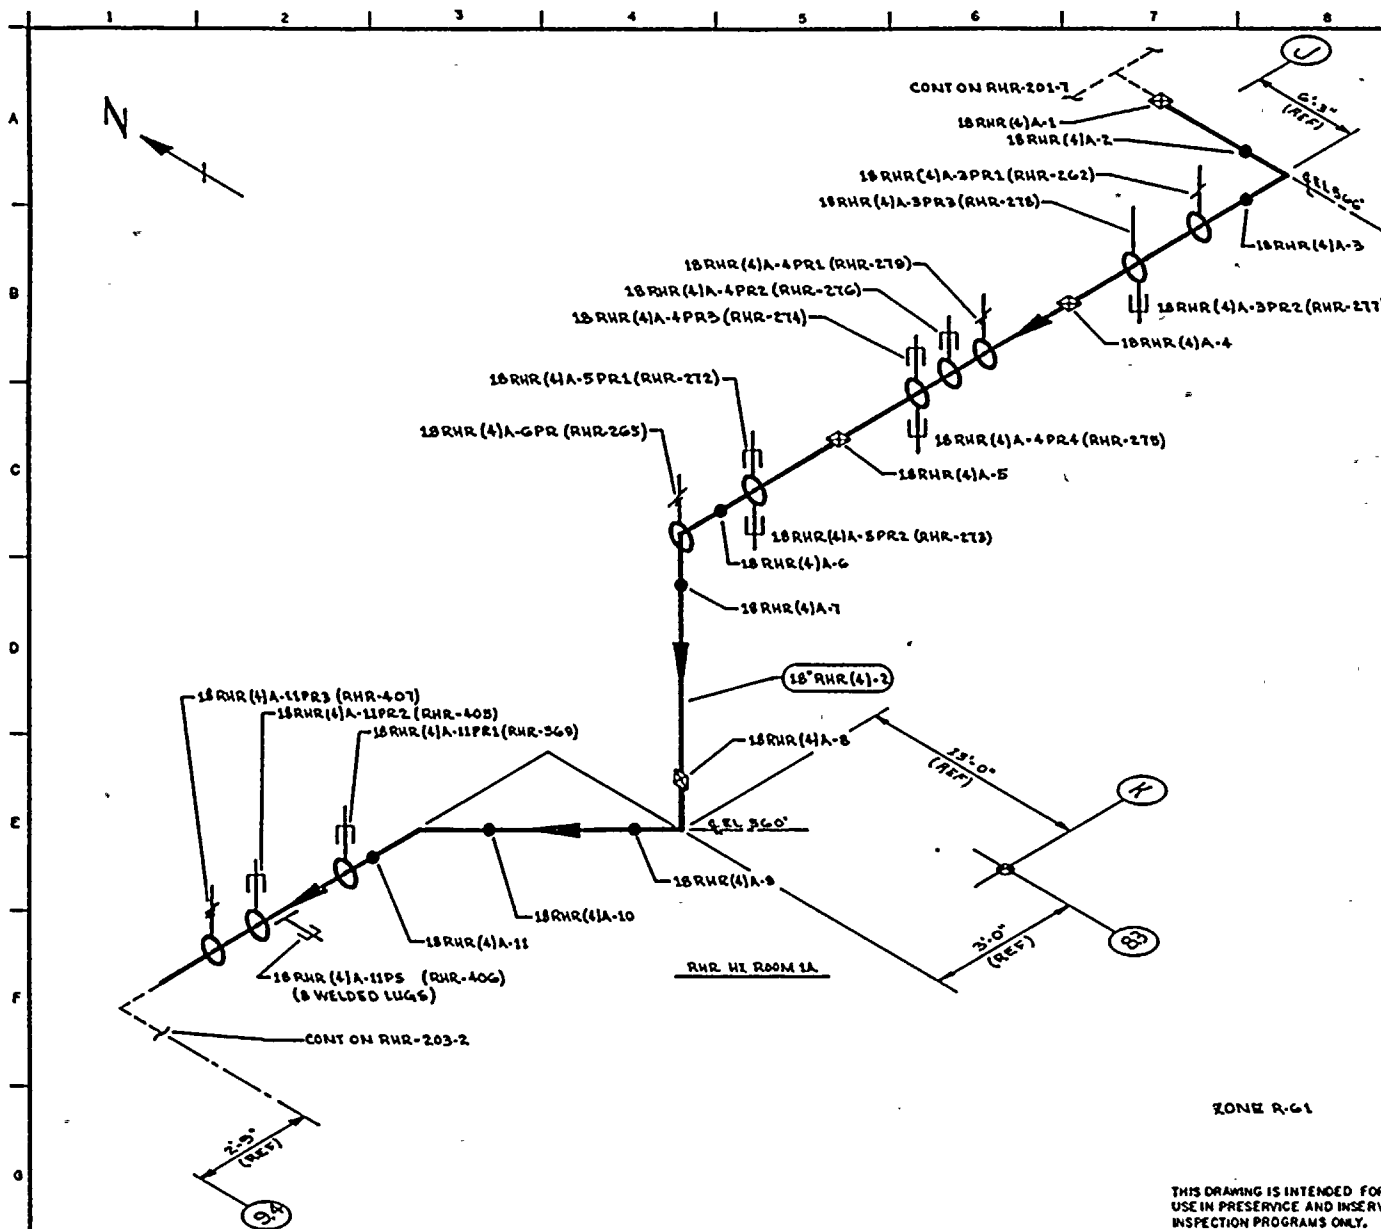 1 2 3 4 5 6 7 8
A
B
C
D
E
F
G
N
CONT ON RHR-201-7
J
6'-3"
(REF)
18RHR(4)A-1
18RHR(4)A-2
18RHR(4)A-3PR1 (RHR-262)
18RHR(4)A-3PR3 (RHR-278)
18RHR(4)A-3
18RHR(4)A-4PR1 (RHR-279)
18RHR(4)A-4PR2 (RHR-276)
18RHR(4)A-4PR3 (RHR-274)
18RHR(4)A-3PR2 (RHR-277
18RHR(4)A-4
18RHR(4)A-5PR1 (RHR-272)
18RHR(4)A-6PR (RHR-265)
18RHR(4)A-4PR4 (RHR-275)
18RHR(4)A-5
18RHR(4)A-5PR2 (RHR-273)
18RHR(4)A-6
18RHR(4)A-7
18"RHR(4)-2
18RHR(4)A-11PR3 (RHR-407)
18RHR(4)A-11PR2 (RHR-405)
18RHR(4)A-11PR1 (RHR-369)
18RHR(4)A-8
(REF)
K
18RHR(4)A-9
18RHR(4)A-10
18RHR(4)A-11
3'-0"
(REF)
18RHR(4)A-11PS (RHR-406)
(8 WELDED LUGS)
RHR HX ROOM 1A
CONT ON RHR-203-2
ZONE R-61
(REF)
9.4
THIS DRAWING IS INTENDED FOR
USE IN PRESERVICE AND INSERV
INSPECTION PROGRAMS ONLY.